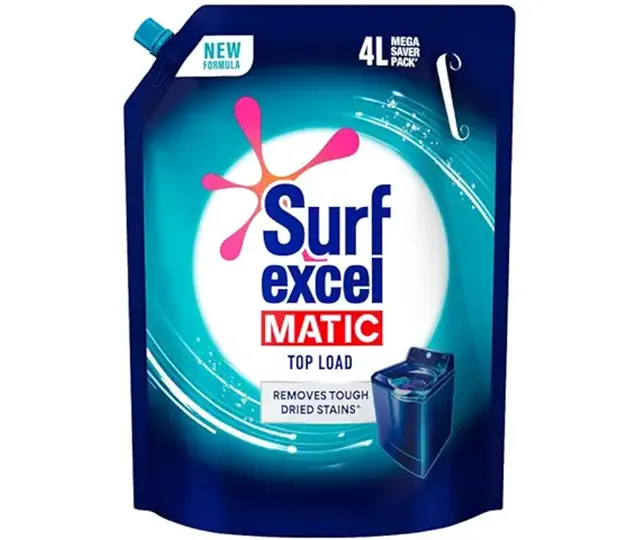 NEW
FORMULA
4L MEGA
SAVER
PACK*
Surf
excel
MATIC
TOP LOAD
REMOVES TOUGH
DRIED STAINS^